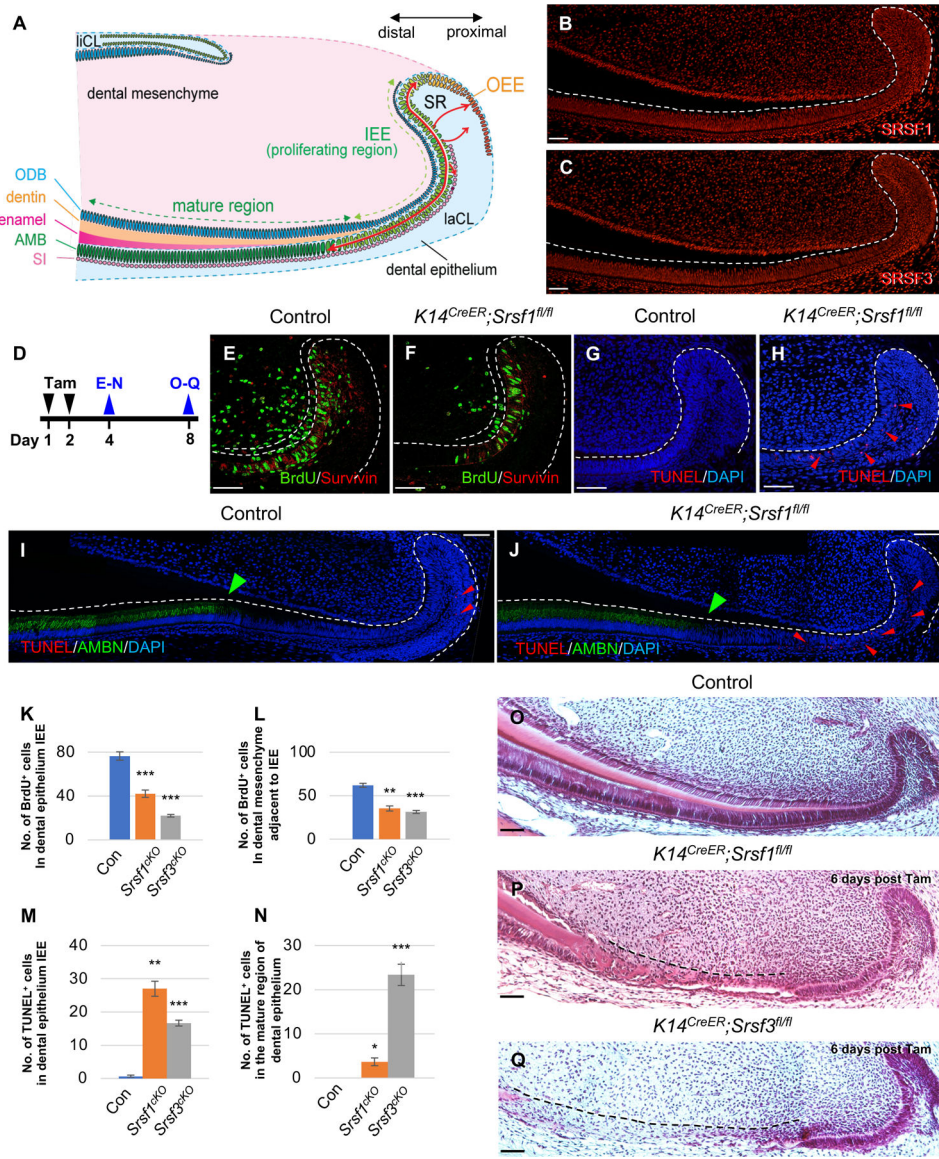 A
distal
proximal
liCL
dental mesenchyme
SR
OEE
IEE
(proliferating region)
ODB
dentin
enamel
AMB
SI
mature region
laCL
dental epithelium
B
SRSF1
C
SRSF3
D
Tam
E-N
O-Q
Day
1
2
4
8
Control
K14CreER;Srsf1fl/fl
Control
K14CreER;Srsf1fl/fl
E
BrdU/Survivin
F
BrdU/Survivin
G
TUNEL/DAPI
H
TUNEL/DAPI
Control
K14CreER;Srsf1fl/fl
I
TUNEL/AMBN/DAPI
J
TUNEL/AMBN/DAPI
K
No. of BrdU+ cells
In dental epithelium IEE
80
40
0
***
***
Con
Srsf1cKO
Srsf3cKO
L
No. of BrdU+ cells
In dental mesenchyme
adjacent to IEE
100
50
0
**
***
Con
Srsf1cKO
Srsf3cKO
M
No. of TUNEL+ cells
in dental epithelium IEE
40
30
20
10
0
**
***
Con
Srsf1cKO
Srsf3cKO
N
No. of TUNEL+ cells
in the mature region of
dental epithelium
30
20
10
0
*
***
Con
Srsf1cKO
Srsf3cKO
Control
O
K14CreER;Srsf1fl/fl
P
6 days post Tam
K14CreER;Srsf3fl/fl
Q
6 days post Tam